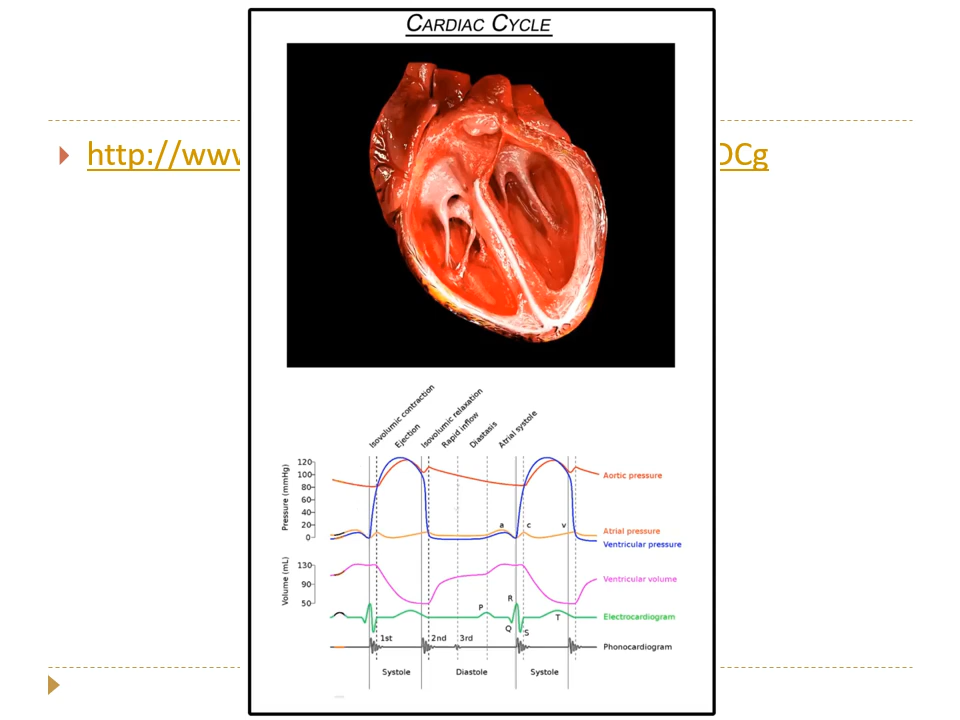 CARDIAC CYCLE
http://www
DCg
Isovolumic contraction
Ejection
Isovolumic relaxation
Rapid inflow
Diastasis
Atrial systole
Pressure (mmHg)
120
100
80
60
40
20
0
a
c
v
Aortic pressure
Atrial pressure
Ventricular pressure
Volume (mL)
130
90
50
Ventricular volume
R
P
Q
S
T
Electrocardiogram
1st
2nd
3rd
Phonocardiogram
Systole
Diastole
Systole